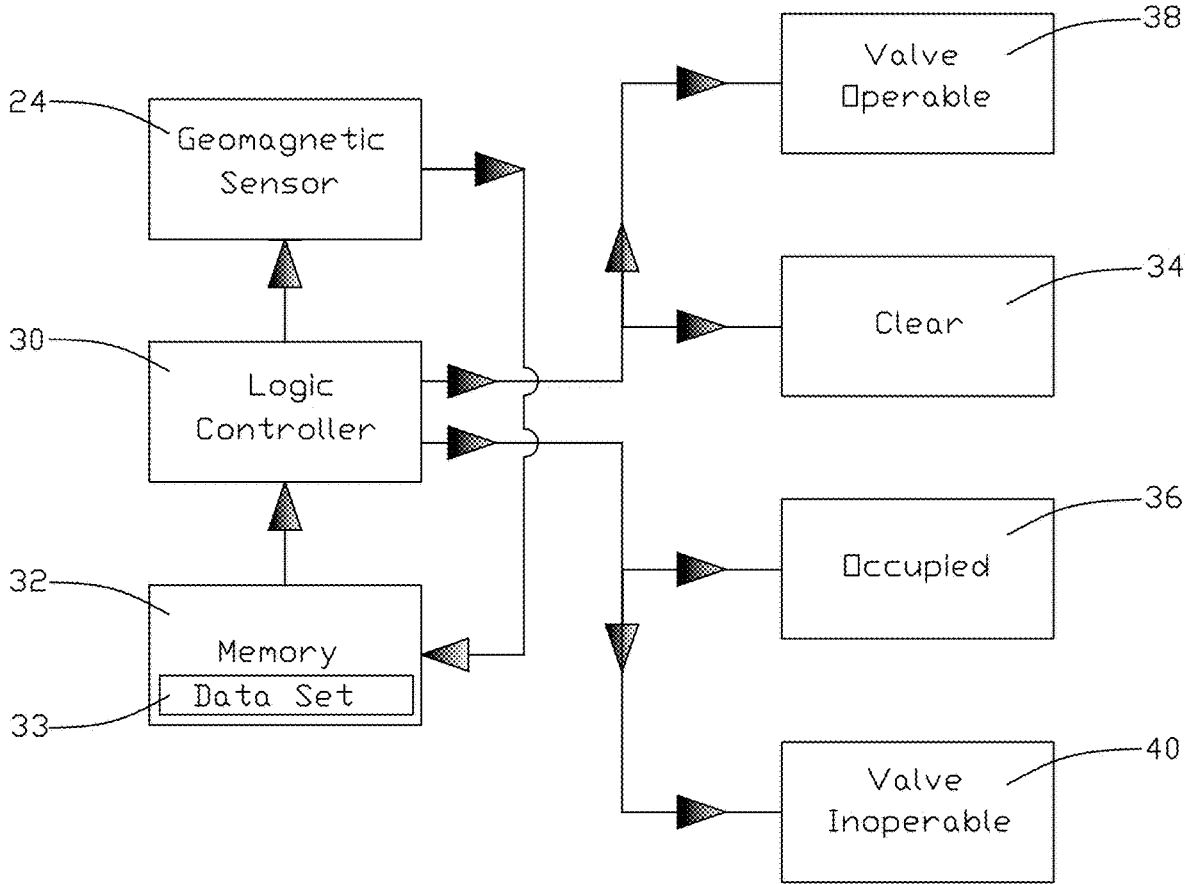 38
Valve
Operable
24
Geomagnetic
Sensor
34
Clear
30
Logic
Controller
36
Occupied
32
Memory
Data Set
33
40
Valve
Inoperable